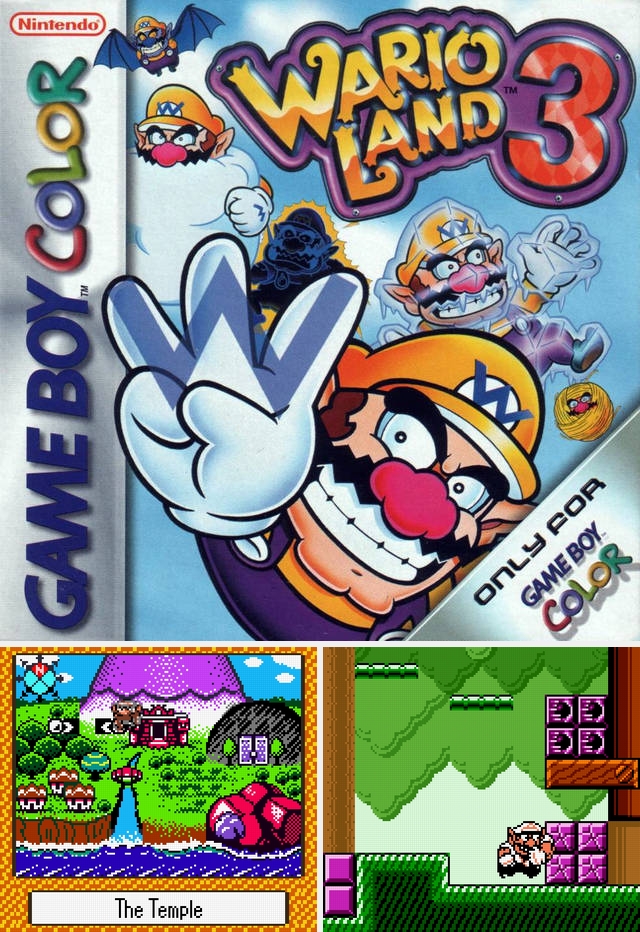 Nintendo
GAME BOY COLOR
TM
WARIO
LAND 3
TM
W
W
ONLY FOR
GAME BOY
COLOR
N
The Temple